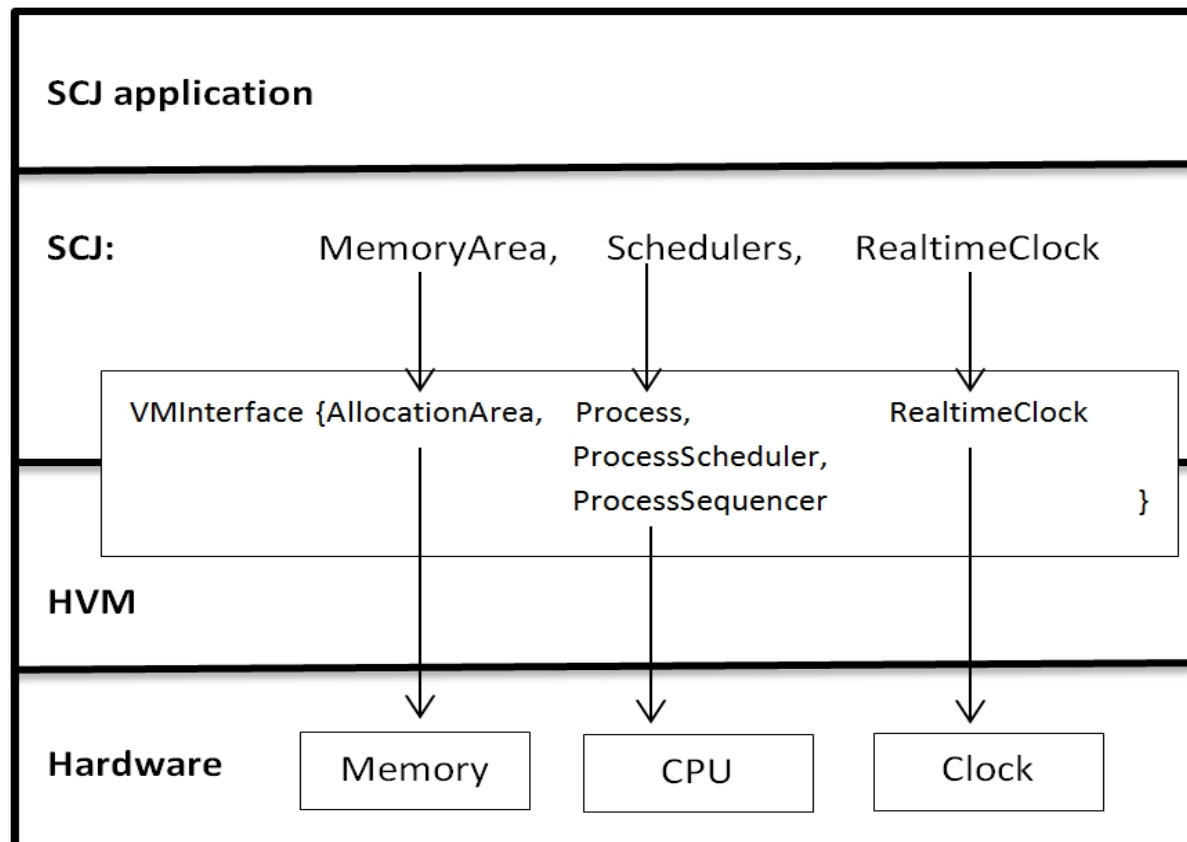 SCJ application
SCJ: MemoryArea, Schedulers, RealtimeClock
VMInterface {AllocationArea, Process, RealtimeClock
ProcessScheduler,
ProcessSequencer }
HVM
Hardware Memory CPU Clock